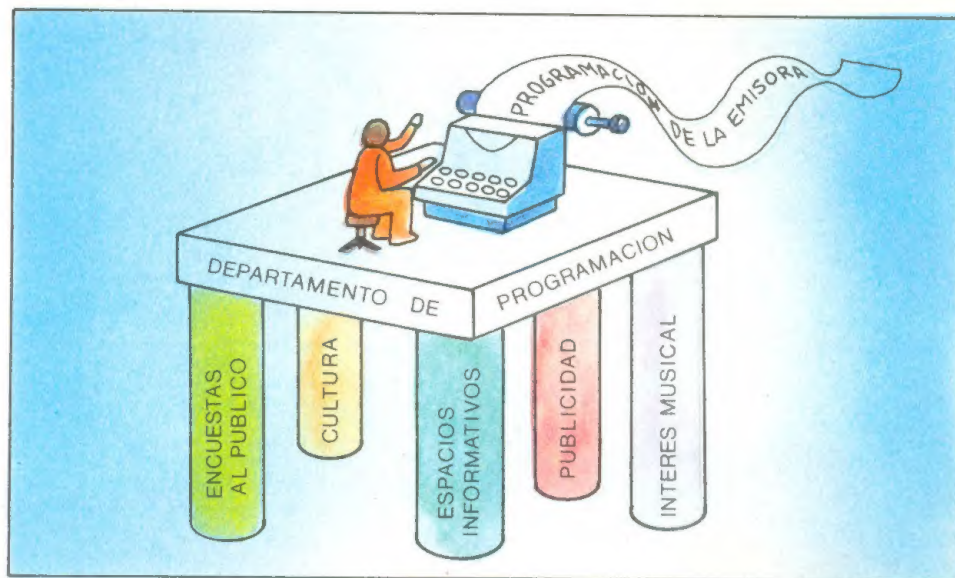 PROGRAMACION
DE LA EMISORA
DEPARTAMENTO DE PROGRAMACION
ENCUESTAS
AL PUBLICO
CULTURA
ESPACIOS
INFORMATIVOS
PUBLICIDAD
INTERES MUSICAL